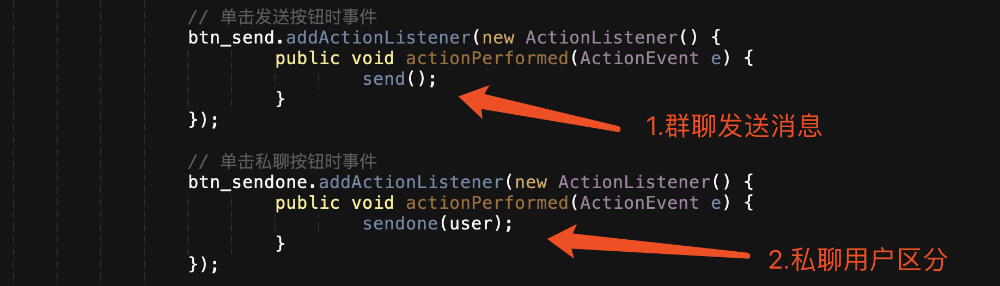 // 单击发送按钮时事件
btn_send.addActionListener(new ActionListener() {
public void actionPerformed(ActionEvent e) {
send();
}
});
1.群聊发送消息
// 单击私聊按钮时事件
btn_sendone.addActionListener(new ActionListener() {
public void actionPerformed(ActionEvent e) {
sendone(user);
}
});
2.私聊用户区分